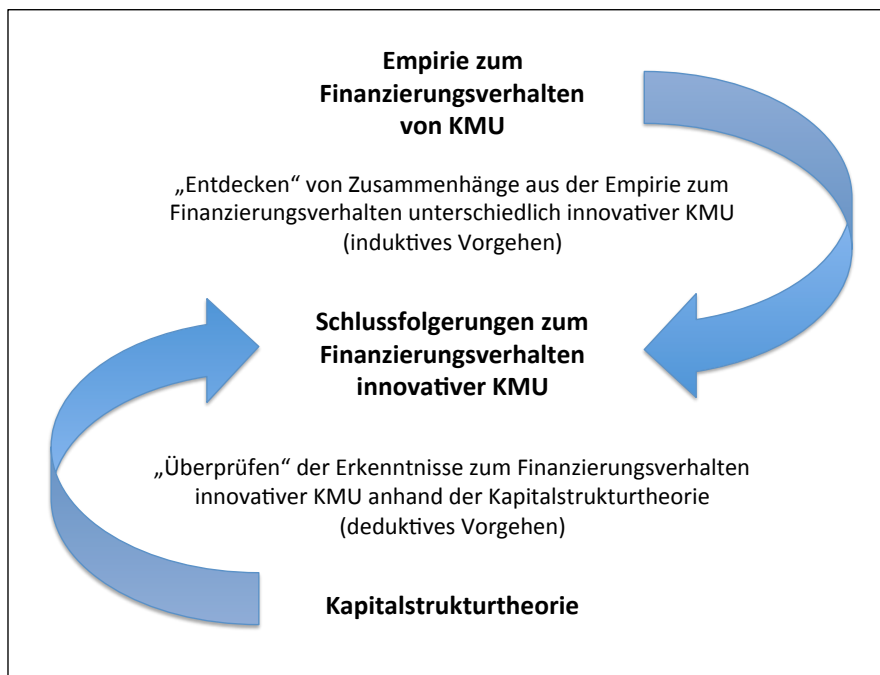 Empirie zum
Finanzierungsverhalten
von KMU
„Entdecken“ von Zusammenhänge aus der Empirie zum
Finanzierungsverhalten unterschiedlich innovativer KMU
(induktives Vorgehen)
Schlussfolgerungen zum
Finanzierungsverhalten
innovativer KMU
„Überprüfen“ der Erkenntnisse zum Finanzierungsverhalten
innovativer KMU anhand der Kapitalstrukturtheorie
(deduktives Vorgehen)
Kapitalstrukturtheorie